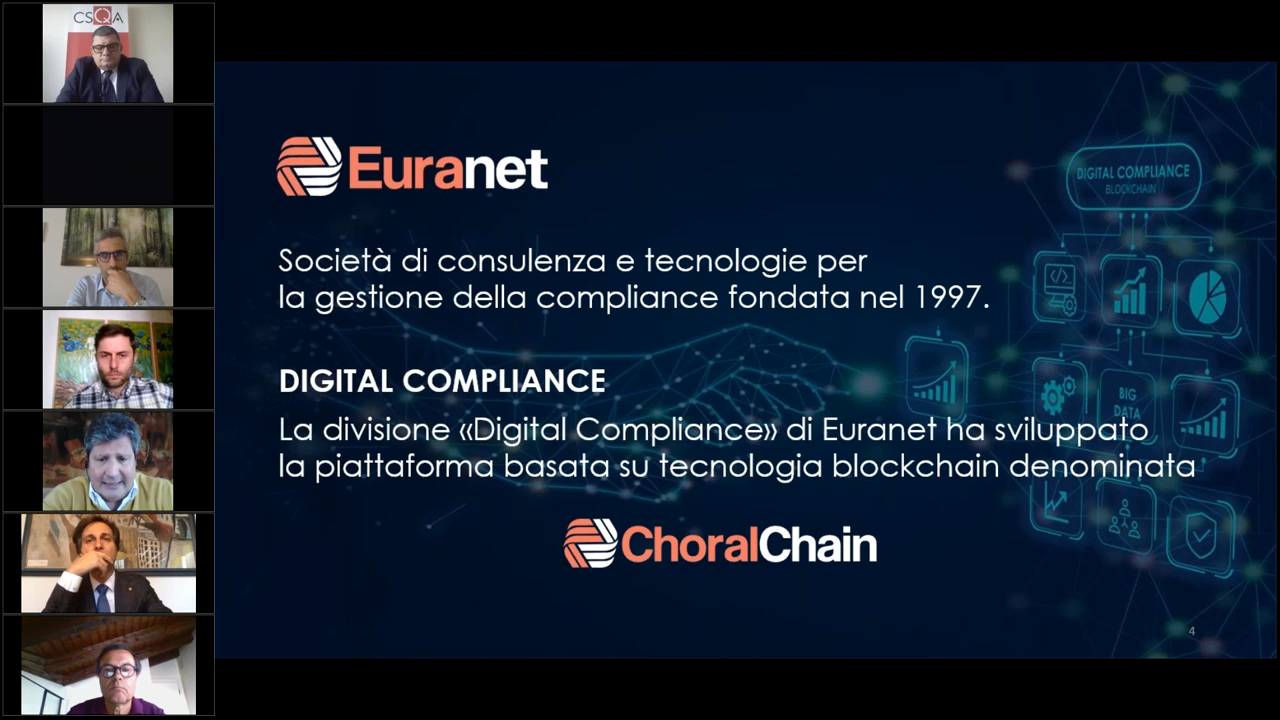 CSQA
Euranet
Società di consulenza e tecnologie per
la gestione della compliance fondata nel 1997.
DIGITAL COMPLIANCE
La divisione «Digital Compliance» di Euranet ha sviluppato
la piattaforma basata su tecnologia blockchain denominata
ChoralChain
DIGITAL COMPLIANCE
BLOCKCHAIN
</>
BIG
DATA
4